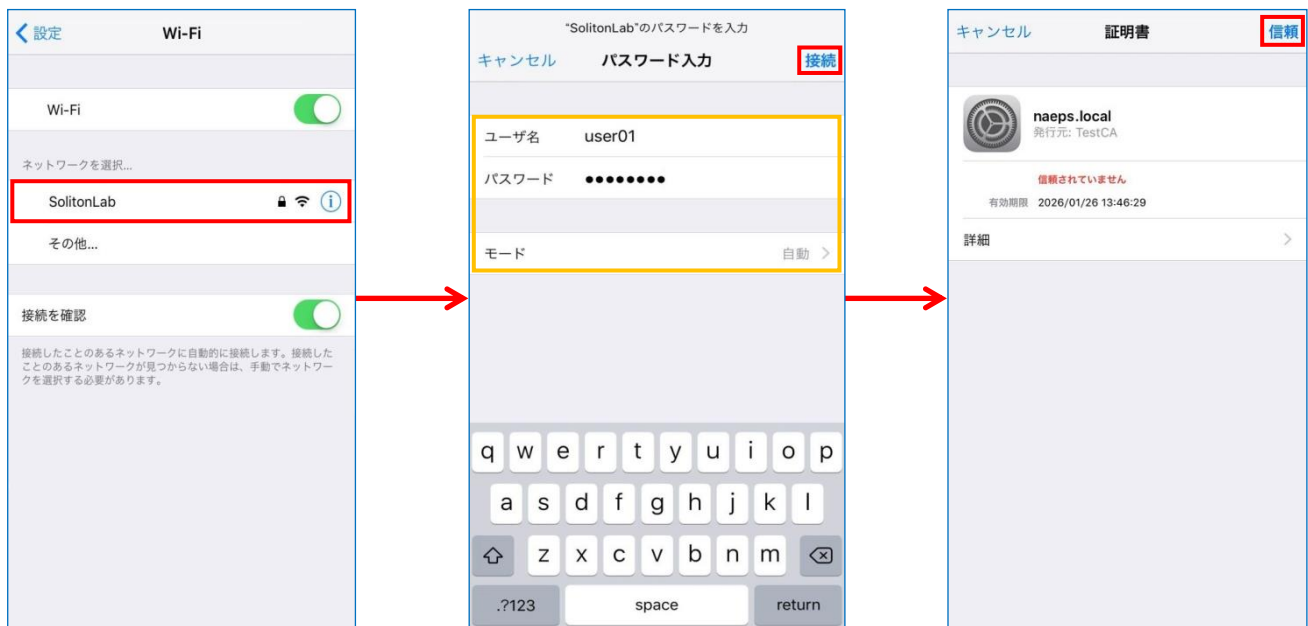 設定
Wi-Fi
Wi-Fi
ネットワークを選択...
SolitonLab
その他...
接続を確認
接続したことのあるネットワークに自動的に接続します。接続した
ことのあるネットワークが見つからない場合は、手動でネットワー
クを選択する必要があります。
“SolitonLab”のパスワードを入力
キャンセル パスワード入力 接続
ユーザ名 user01
パスワード ●●●●●●●●
モード 自動
q w e r t y u i o p
a s d f g h j k l
z x c v b n m
.?123 space return
キャンセル 証明書 信頼
naeps.local
発行元: TestCA
信頼されていません
有効期限 2026/01/26 13:46:29
詳細